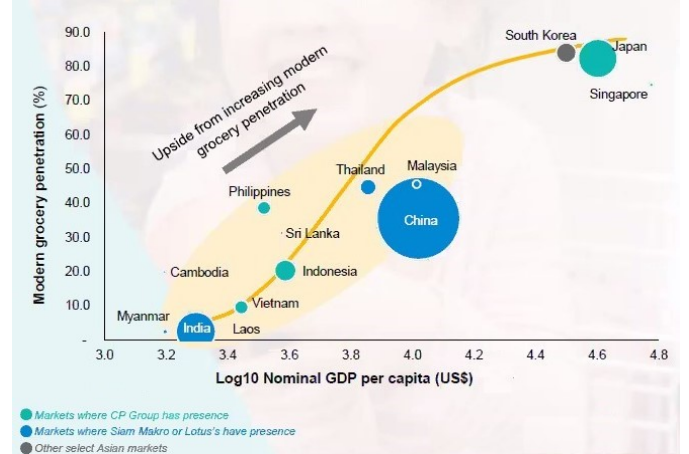 90.0
80.0
70.0
60.0
50.0
40.0
30.0
20.0
10.0
-
Modern grocery penetration (%)
Upside from increasing modern
grocery penetration
South Korea
Japan
Singapore
Thailand
Malaysia
China
Philippines
Sri Lanka
Cambodia
Indonesia
Myanmar
India
Vietnam
Laos
3.0 3.2 3.4 3.6 3.8 4.0 4.4 4.6 4.8
Log10 Nominal GDP per capita (US$)
Markets where CP Group has presence
Markets where Siam Makro or Lotus's have presence
Other select Asian markets